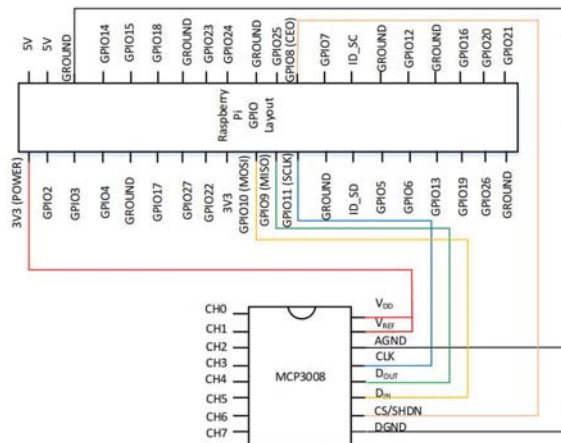 5V
5V
GROUND
GPIO14
GPIO15
GPIO18
GROUND
GPIO23
GPIO24
GROUND
GPIO25
GPIO8 (CEO)
GPIO7
ID_SC
GROUND
GPIO12
GROUND
GPIO16
GPIO20
GPIO21
Raspberry
Pi
GPIO
Layout
3V3 (POWER)
GPIO2
GPIO3
GPIO4
GROUND
GPIO17
GPIO27
GPIO22
3V3
GPIO10 (MOSI)
GPIO9 (MISO)
GPIO11 (SCLK)
GROUND
ID_SD
GPIO5
GPIO6
GPIO13
GPIO19
GPIO26
GROUND
CH0
CH1
CH2
CH3
CH4
CH5
CH6
CH7
MCP3008
VDD
VREF
AGND
CLK
DOUT
DIN
CS/SHDN
DGND